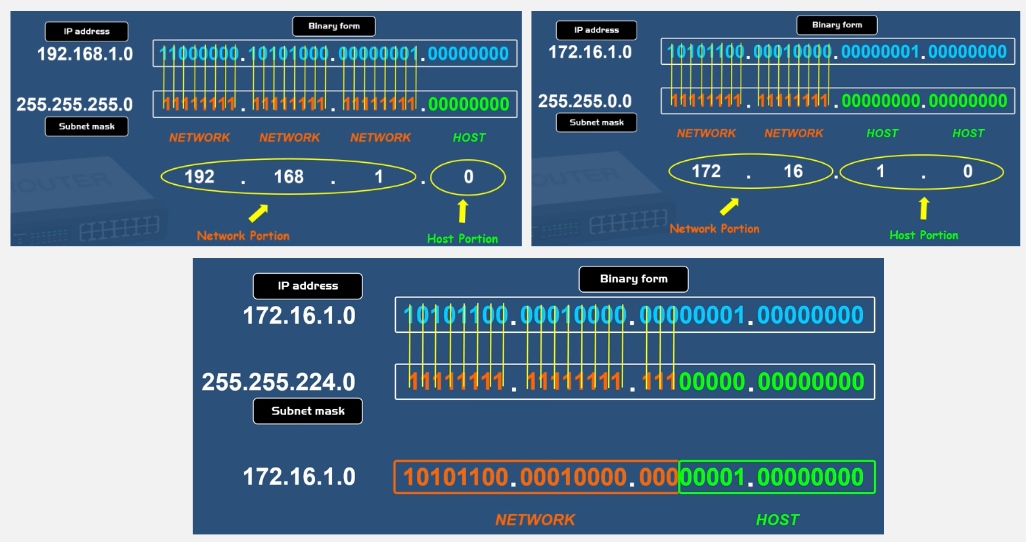 IP address
Binary form
192.168.1.0
11000000.10101000.00000001.00000000
255.255.255.0
11111111.11111111.11111111.00000000
Subnet mask
NETWORK NETWORK NETWORK HOST
192 . 168 . 1 . 0
Network Portion
Host Portion
ROUTER
IP address
Binary form
172.16.1.0
10101100.00010000.00000001.00000000
255.255.0.0
11111111.11111111.00000000.00000000
Subnet mask
NETWORK NETWORK HOST HOST
172 . 16 . 1 . 0
Network Portion
Host Portion
ROUTER
IP address
Binary form
172.16.1.0
10101100.00010000.00000001.00000000
255.255.224.0
11111111.11111111.11100000.00000000
Subnet mask
172.16.1.0
10101100.00010000.00000001.00000000
NETWORK HOST